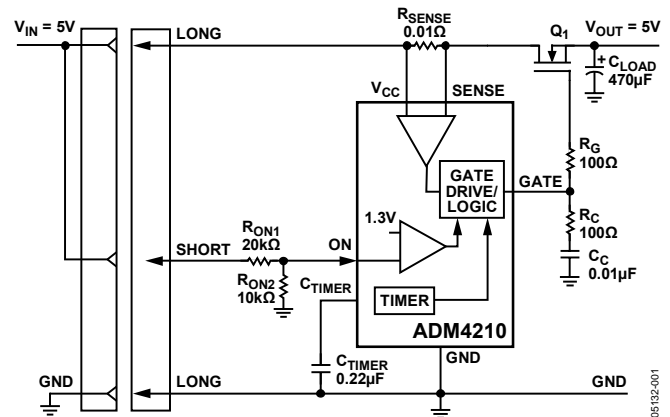 V_IN = 5V
LONG
R_SENSE
0.01Ω
Q1
V_OUT = 5V
+ C_LOAD
470µF
V_CC
SENSE
R_G
100Ω
GATE
DRIVE/
LOGIC
GATE
R_C
100Ω
C_C
0.01µF
1.3V
R_ON1
20kΩ
SHORT
ON
R_ON2
10kΩ
C_TIMER
TIMER
ADM4210
GND
C_TIMER
0.22µF
GND
LONG
GND
05132-001